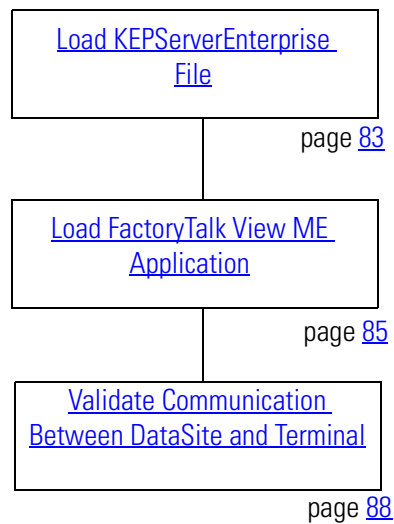 Load KEPServerEnterprise
File
page 83
Load FactoryTalk View ME
Application
page 85
Validate Communication
Between DataSite and Terminal
page 88